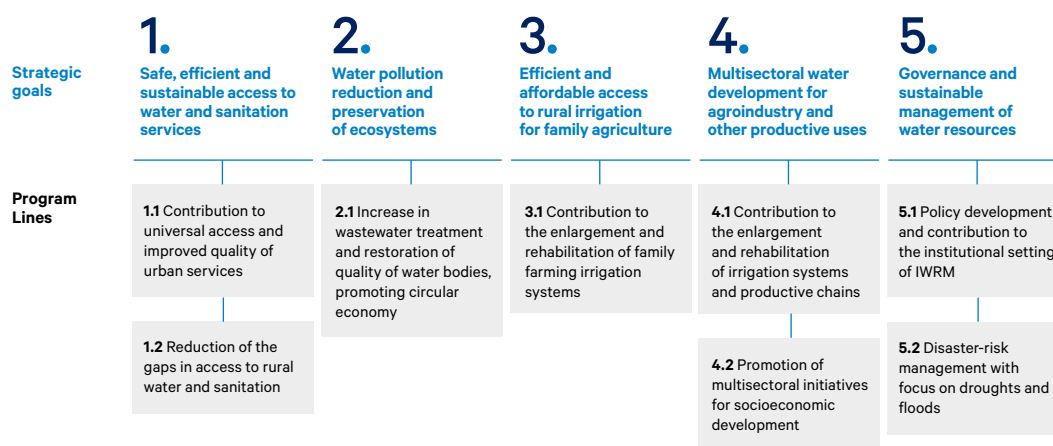 Strategic
goals
1.
Safe, efficient and
sustainable access to
water and sanitation
services
2.
Water pollution
reduction and
preservation
of ecosystems
3.
Efficient and
affordable access
to rural irrigation
for family agriculture
4.
Multisectoral water
development for
agroindustry and
other productive uses
5.
Governance and
sustainable
management of
water resources
Program
Lines
1.1 Contribution to
universal access and
improved quality of
urban services
1.2 Reduction of the
gaps in access to rural
water and sanitation
2.1 Increase in
wastewater treatment
and restoration of
quality of water bodies,
promoting circular
economy
3.1 Contribution to
the enlargement and
rehabilitation of family
farming irrigation
systems
4.1 Contribution to
the enlargement
and rehabilitation
of irrigation systems
and productive chains
4.2 Promotion of
multisectoral initiatives
for socioeconomic
development
5.1 Policy development
and contribution to
the institutional setting
of IWRM
5.2 Disaster-risk
management with
focus on droughts and
floods